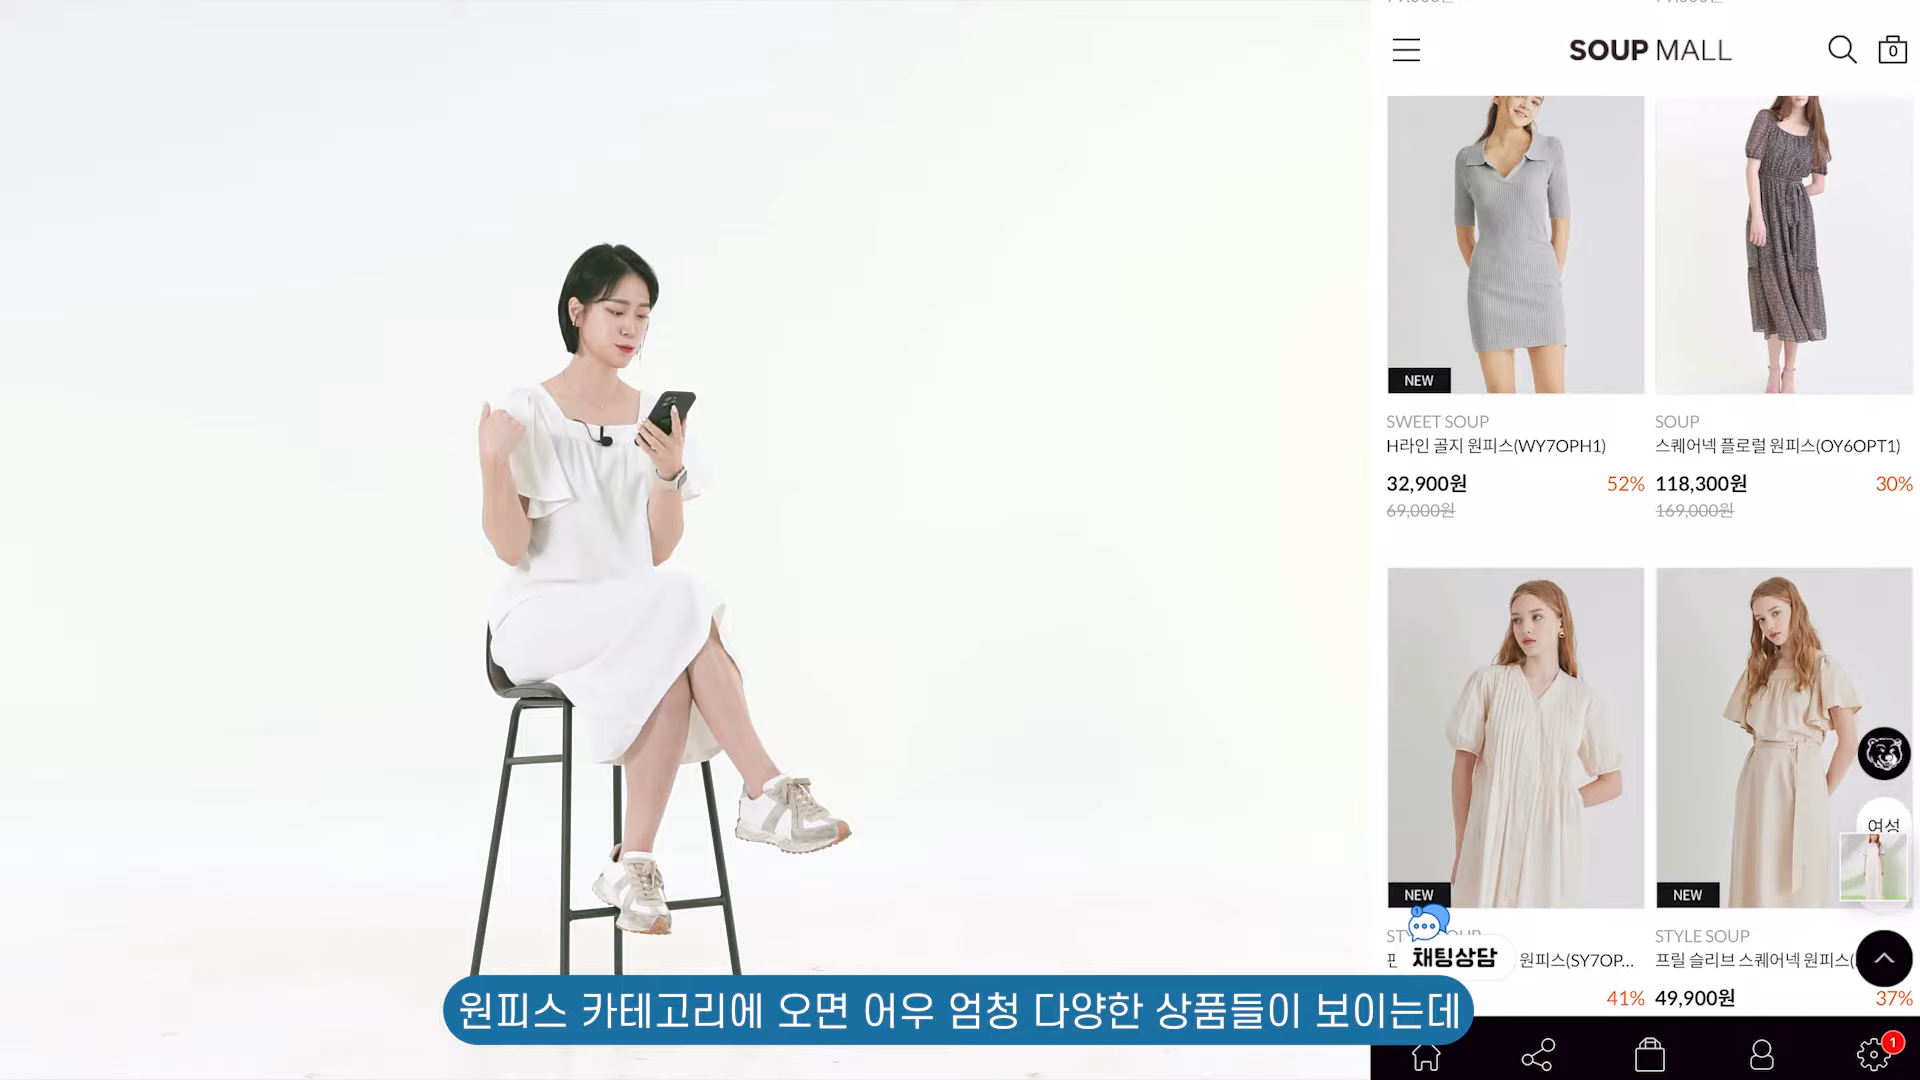 SOUP MALL
0
NEW
SWEET SOUP
H라인 골지 원피스(WY7OPH1)
32,900원 52%
69,000원
SOUP
스퀘어넥 플로럴 원피스(OY6OPT1)
118,300원 30%
169,000원
NEW
원피스(SY7OP...
41%
NEW
STYLE SOUP
프릴 슬리브 스퀘어넥 원피스(
49,900원 37%
여성
채팅상담
원피스 카테고리에 오면 어우 엄청 다양한 상품들이 보이는데
1